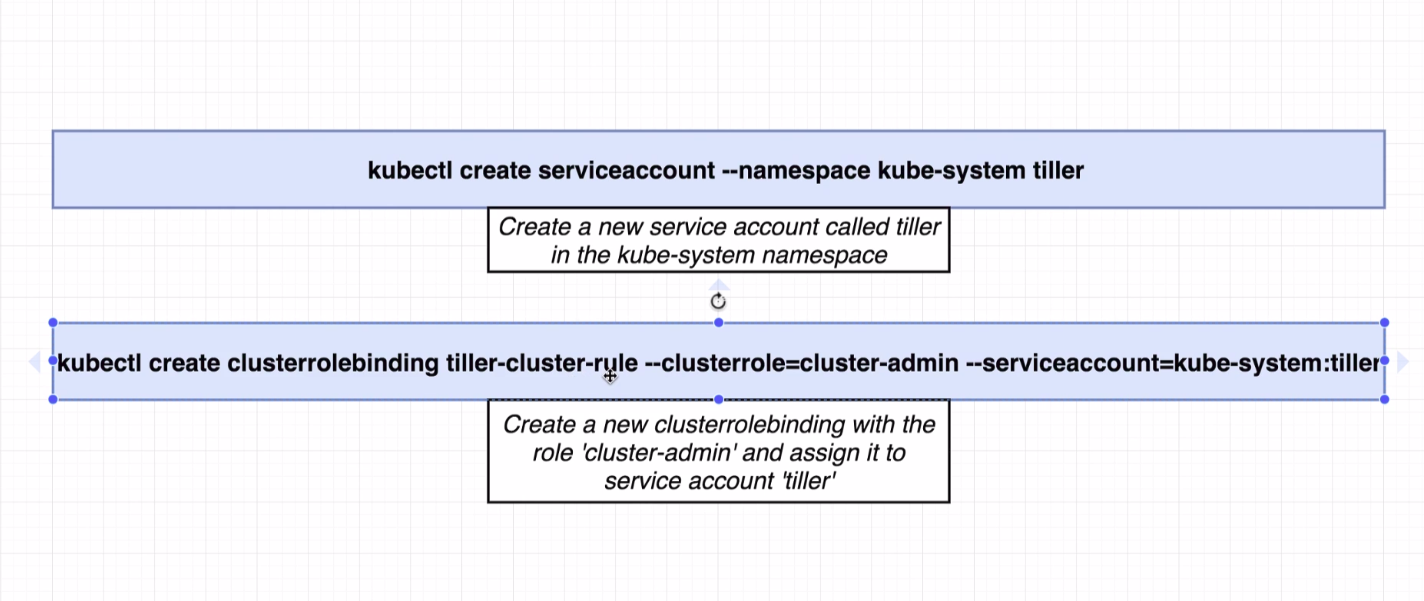 kubectl create serviceaccount --namespace kube-system tiller
Create a new service account called tiller
in the kube-system namespace
kubectl create clusterrolebinding tiller-cluster-rule --clusterrole=cluster-admin --serviceaccount=kube-system:tiller
Create a new clusterrolebinding with the
role 'cluster-admin' and assign it to
service account 'tiller'